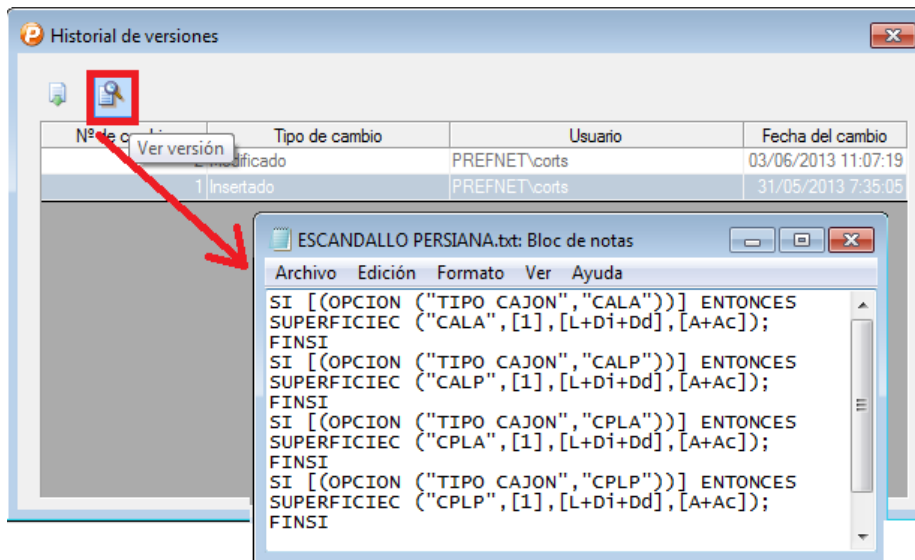 Historial de versiones
Nº de
Tipo de cambio
Usuario
Fecha del cambio
Ver versión
2
PREFNET\corts
03/06/2013 11:07:19
1
Insertado
PREFNET\corts
31/05/2013 7:35:05
ESCANDALLO PERSIANA.txt: Bloc de notas
Archivo Edición Formato Ver Ayuda
SI [(OPCION ("TIPO CAJON","CALA"))] ENTONCES
SUPERFICIEC ("CALA",[1],[L+Di+Dd],[A+Ac]);
FINSI
SI [(OPCION ("TIPO CAJON","CALP"))] ENTONCES
SUPERFICIEC ("CALP",[1],[L+Di+Dd],[A+Ac]);
FINSI
SI [(OPCION ("TIPO CAJON","CPLA"))] ENTONCES
SUPERFICIEC ("CPLA",[1],[L+Di+Dd],[A+Ac]);
FINSI
SI [(OPCION ("TIPO CAJON","CPLP"))] ENTONCES
SUPERFICIEC ("CPLP",[1],[L+Di+Dd],[A+Ac]);
FINSI